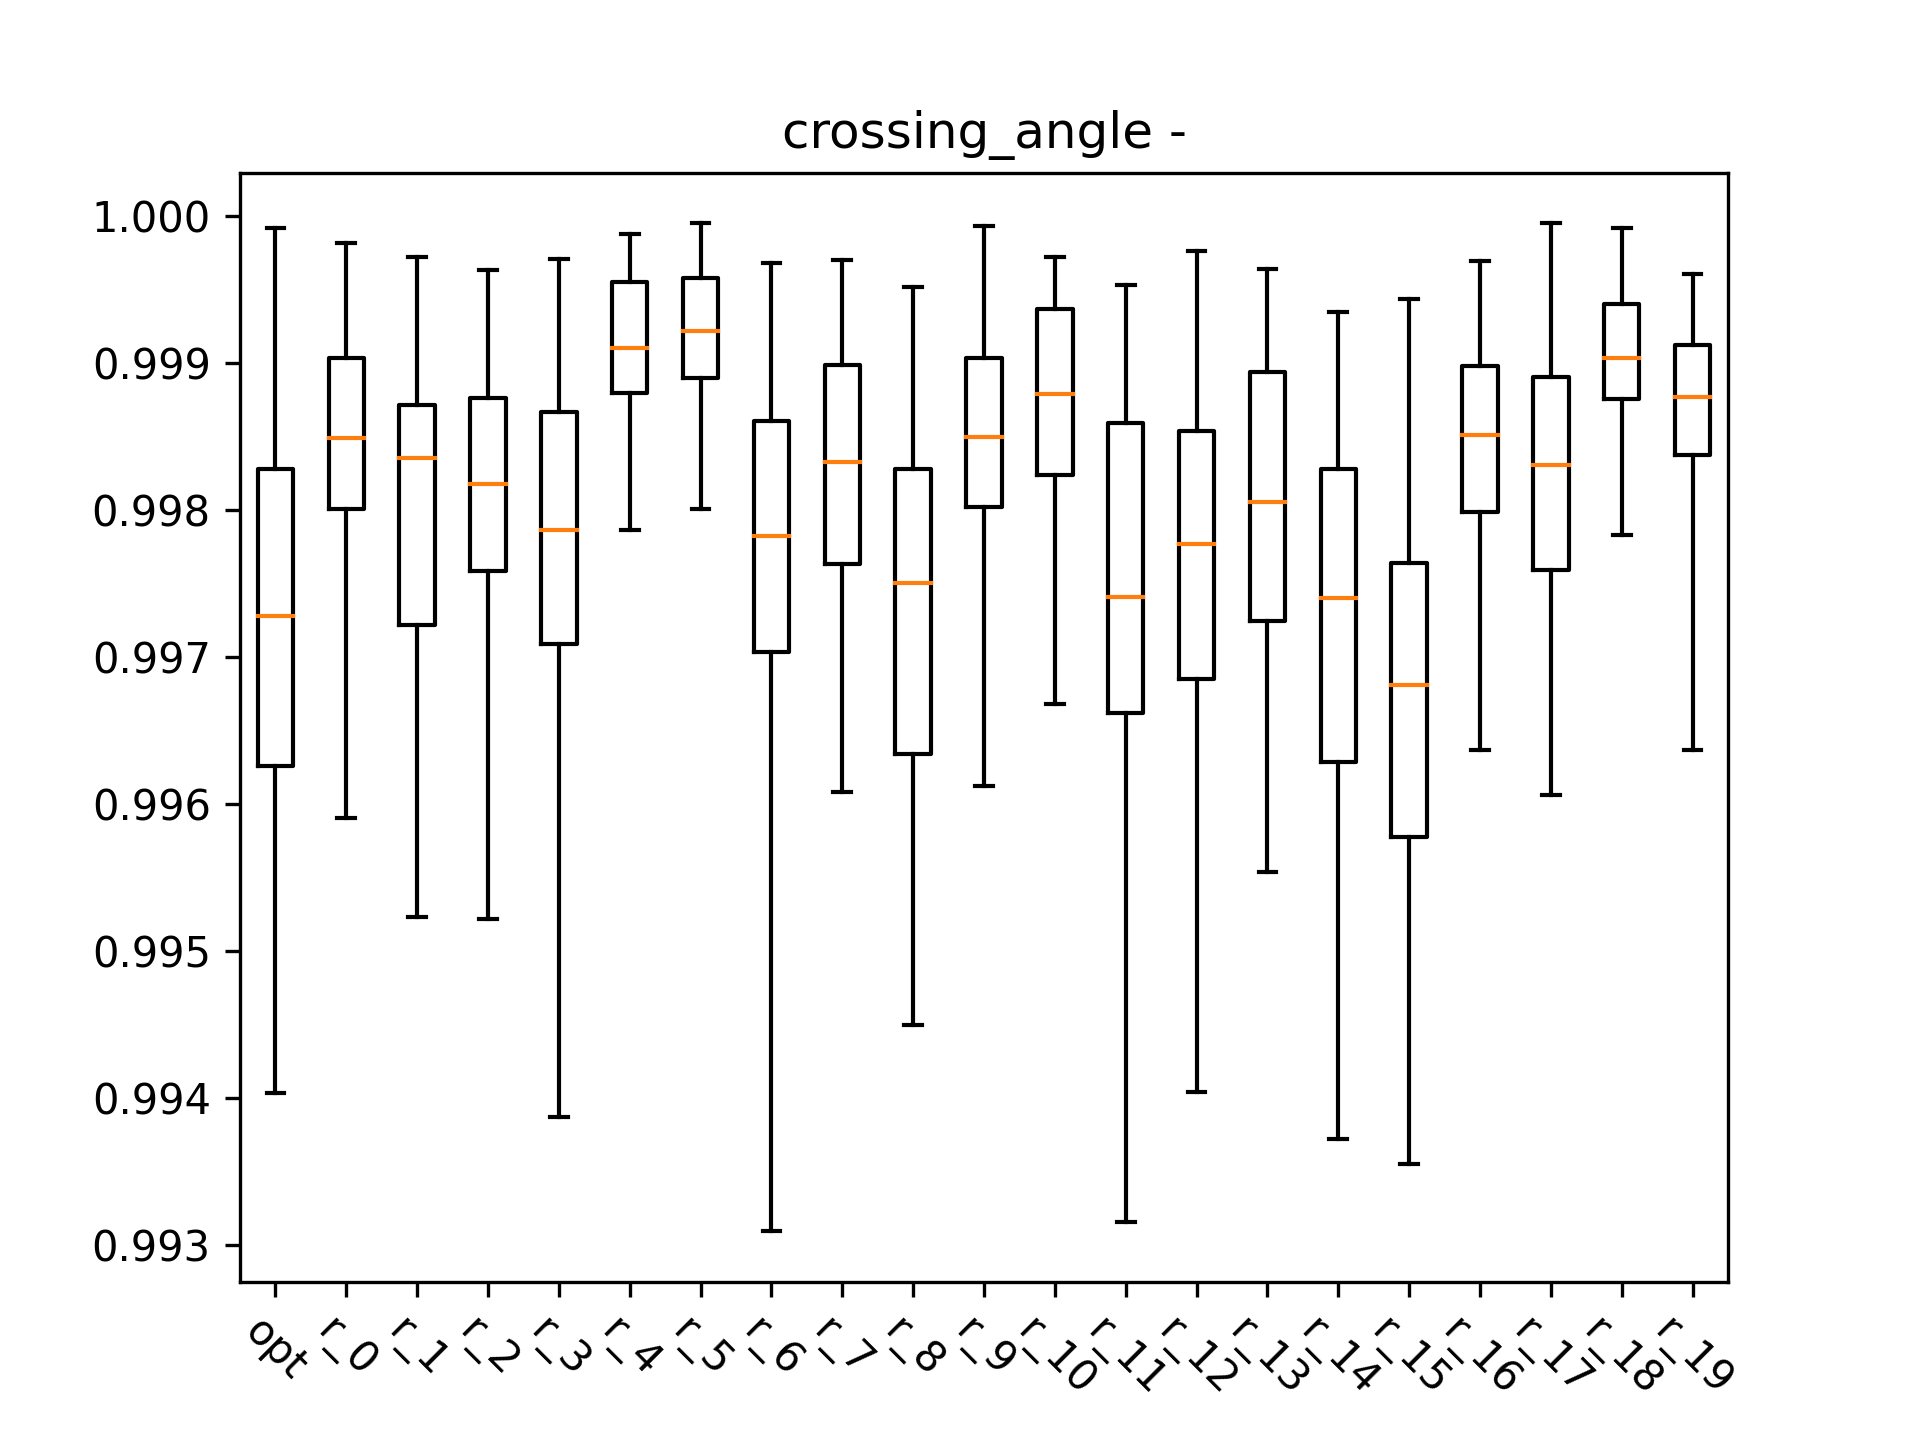 crossing_angle -
1.000
0.999
0.998
0.997
0.996
0.995
0.994
0.993
opt
r_0
r_1
r_2
r_3
r_4
r_5
r_6
r_7
r_8
r_9
r_10
r_11
r_12
r_13
r_14
r_15
r_16
r_17
r_18
r_19